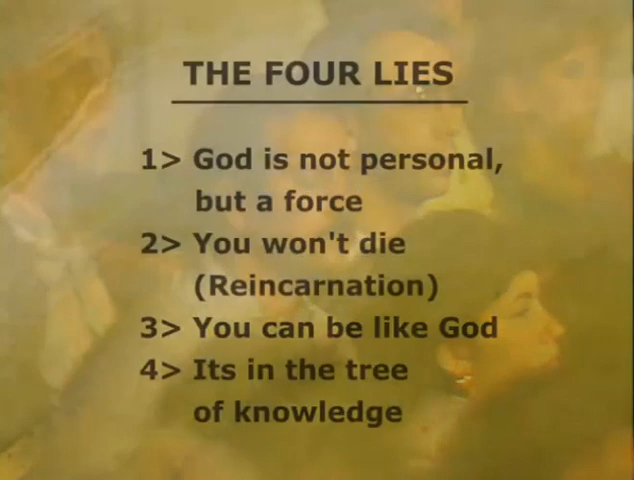 THE FOUR LIES
1> God is not personal,
but a force
2> You won't die
(Reincarnation)
3> You can be like God
4> Its in the tree
of knowledge